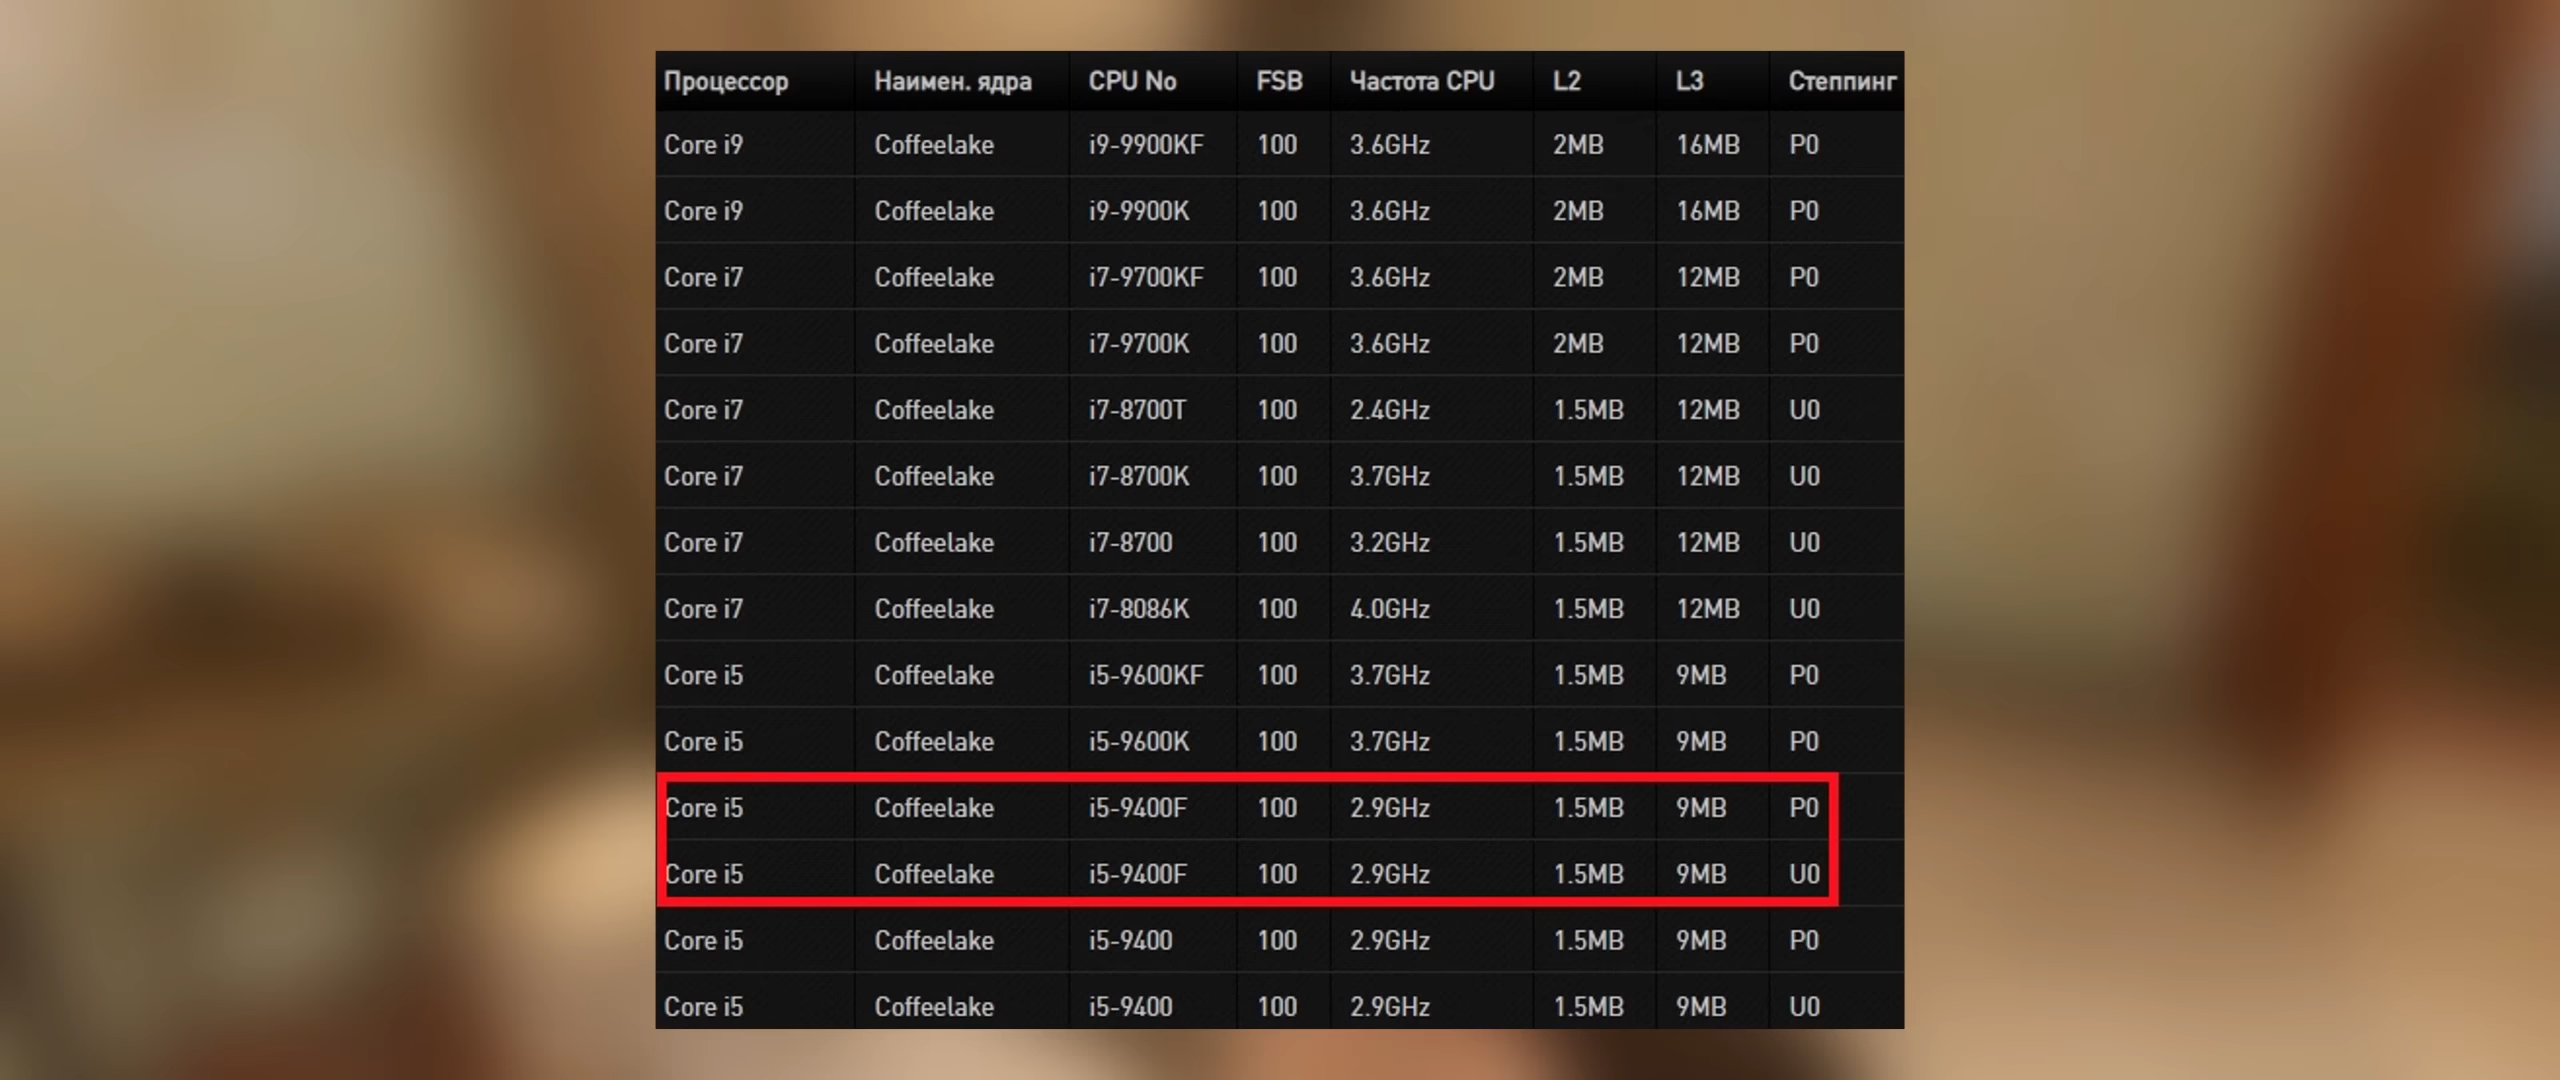 Процессор Наимен. ядра CPU No FSB Частота CPU L2 L3 Степпинг
Core i9 Coffeelake i9-9900KF 100 3.6GHz 2MB 16MB P0
Core i9 Coffeelake i9-9900K 100 3.6GHz 2MB 16MB P0
Core i7 Coffeelake i7-9700KF 100 3.6GHz 2MB 12MB P0
Core i7 Coffeelake i7-9700K 100 3.6GHz 2MB 12MB P0
Core i7 Coffeelake i7-8700T 100 2.4GHz 1.5MB 12MB U0
Core i7 Coffeelake i7-8700K 100 3.7GHz 1.5MB 12MB U0
Core i7 Coffeelake i7-8700 100 3.2GHz 1.5MB 12MB U0
Core i7 Coffeelake i7-8086K 100 4.0GHz 1.5MB 12MB U0
Core i5 Coffeelake i5-9600KF 100 3.7GHz 1.5MB 9MB P0
Core i5 Coffeelake i5-9600K 100 3.7GHz 1.5MB 9MB P0
Core i5 Coffeelake i5-9400F 100 2.9GHz 1.5MB 9MB P0
Core i5 Coffeelake i5-9400F 100 2.9GHz 1.5MB 9MB U0
Core i5 Coffeelake i5-9400 100 2.9GHz 1.5MB 9MB P0
Core i5 Coffeelake i5-9400 100 2.9GHz 1.5MB 9MB U0